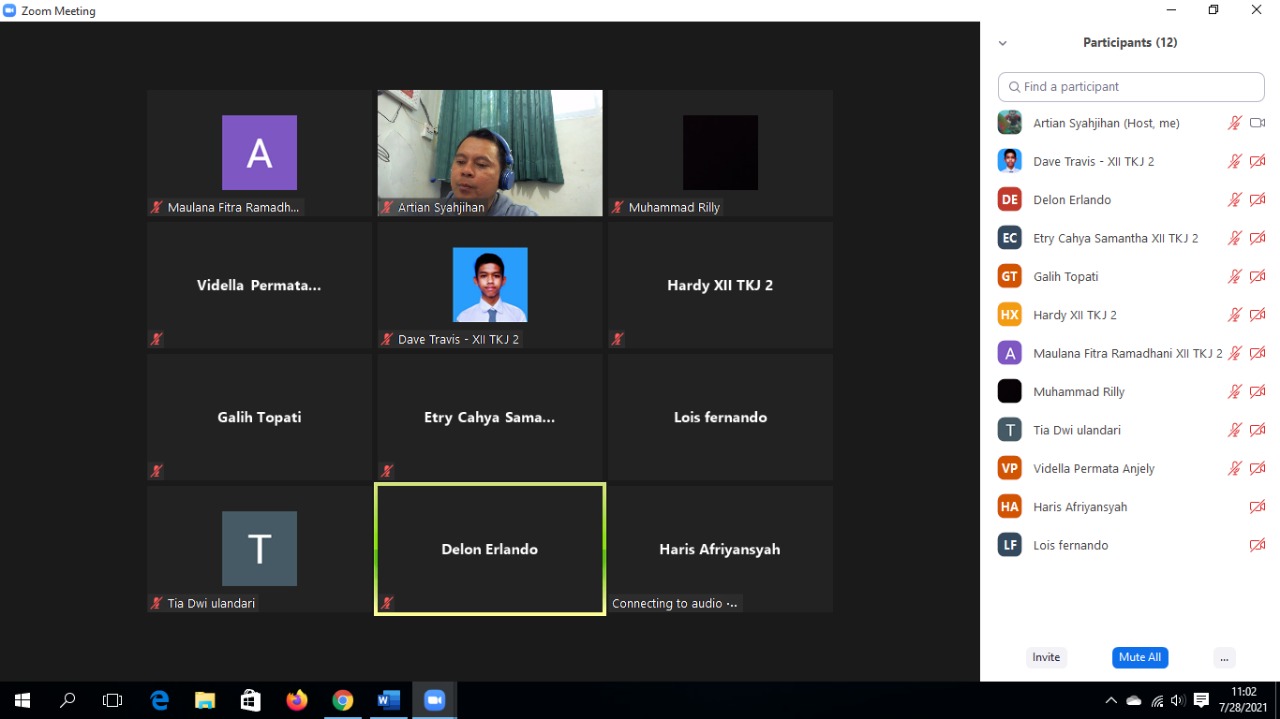 Zoom Meeting
A
Maulana Fitra Ramadh...
Artian Syahjihan
Muhammad Rilly
Vidella Permata...
Dave Travis - XII TKJ 2
Hardy XII TKJ 2
Galih Topati
Etry Cahya Sama...
Lois fernando
T
Tia Dwi ulandari
Delon Erlando
Haris Afriyansyah
Connecting to audio ·..
Participants (12)
Find a participant
Artian Syahjihan (Host, me)
Dave Travis - XII TKJ 2
DE Delon Erlando
EC Etry Cahya Samantha XII TKJ 2
GT Galih Topati
HX Hardy XII TKJ 2
A Maulana Fitra Ramadhani XII TKJ 2
Muhammad Rilly
T Tia Dwi ulandari
VP Vidella Permata Anjely
HA Haris Afriyansyah
LF Lois fernando
Invite Mute All ...
11:02
7/28/2021